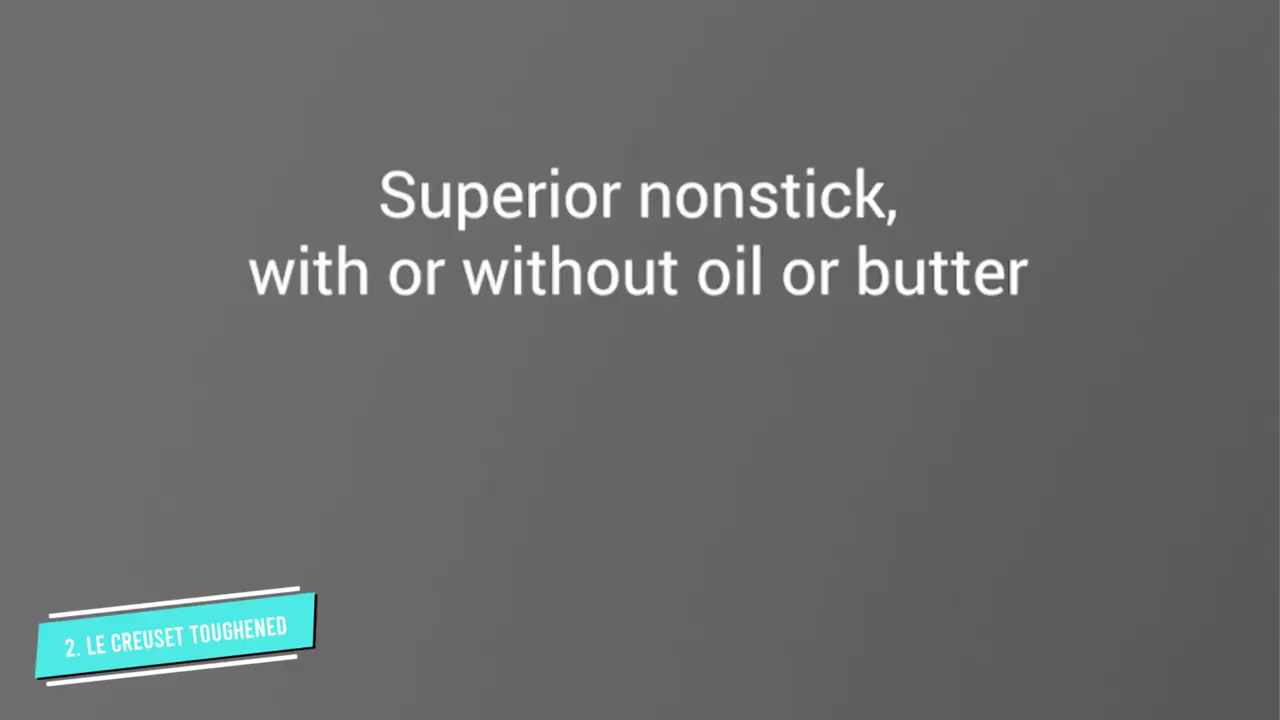 Superior nonstick,
with or without oil or butter
2. LE CREUSET TOUGHENED